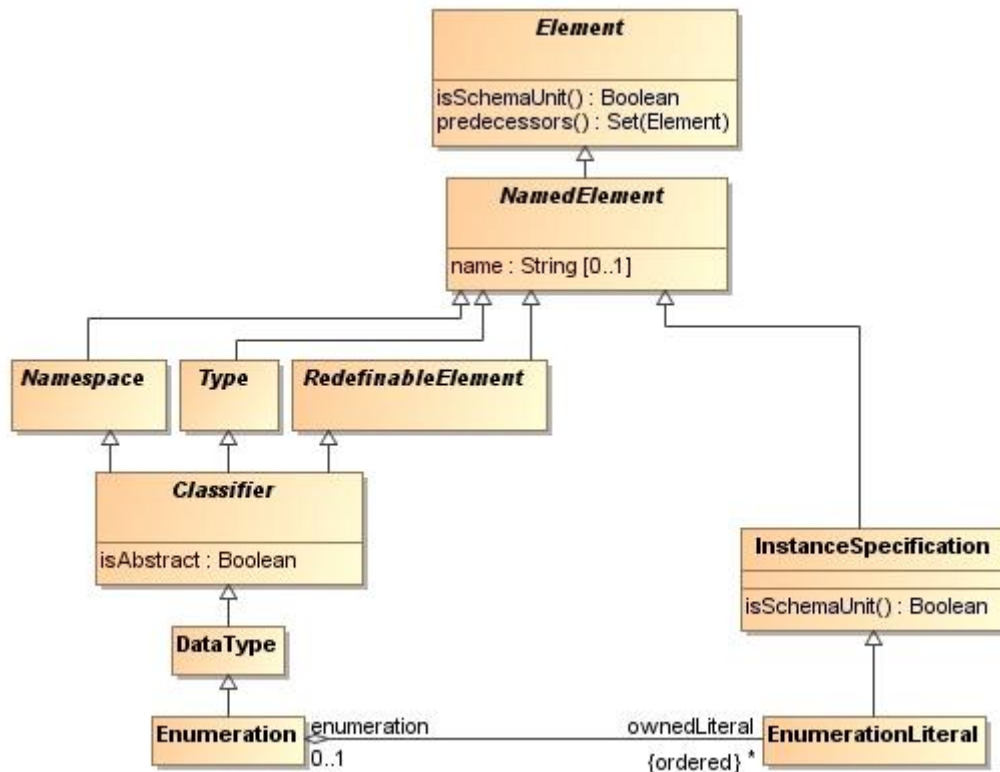 Element
isSchemaUnit() : Boolean
predecessors() : Set(Element)
NamedElement
name : String [0..1]
Namespace
Type
RedefinableElement
Classifier
isAbstract : Boolean
InstanceSpecification
isSchemaUnit() : Boolean
DataType
Enumeration
enumeration
0..1
ownedLiteral
{ordered} *
EnumerationLiteral